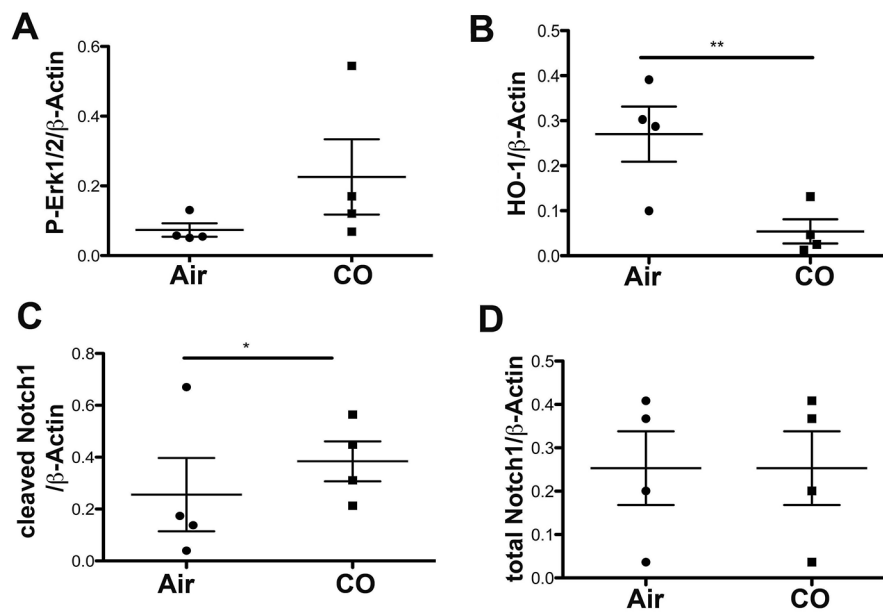 A
P-Erk1/2/β-Actin
0.6
0.4
0.2
0.0
Air
CO
B
HO-1/β-Actin
**
0.5
0.4
0.3
0.2
0.1
0.0
Air
CO
C
cleaved Notch1
/β-Actin
*
0.8
0.6
0.4
0.2
0.0
Air
CO
D
total Notch1/β-Actin
0.5
0.4
0.3
0.2
0.1
0.0
Air
CO